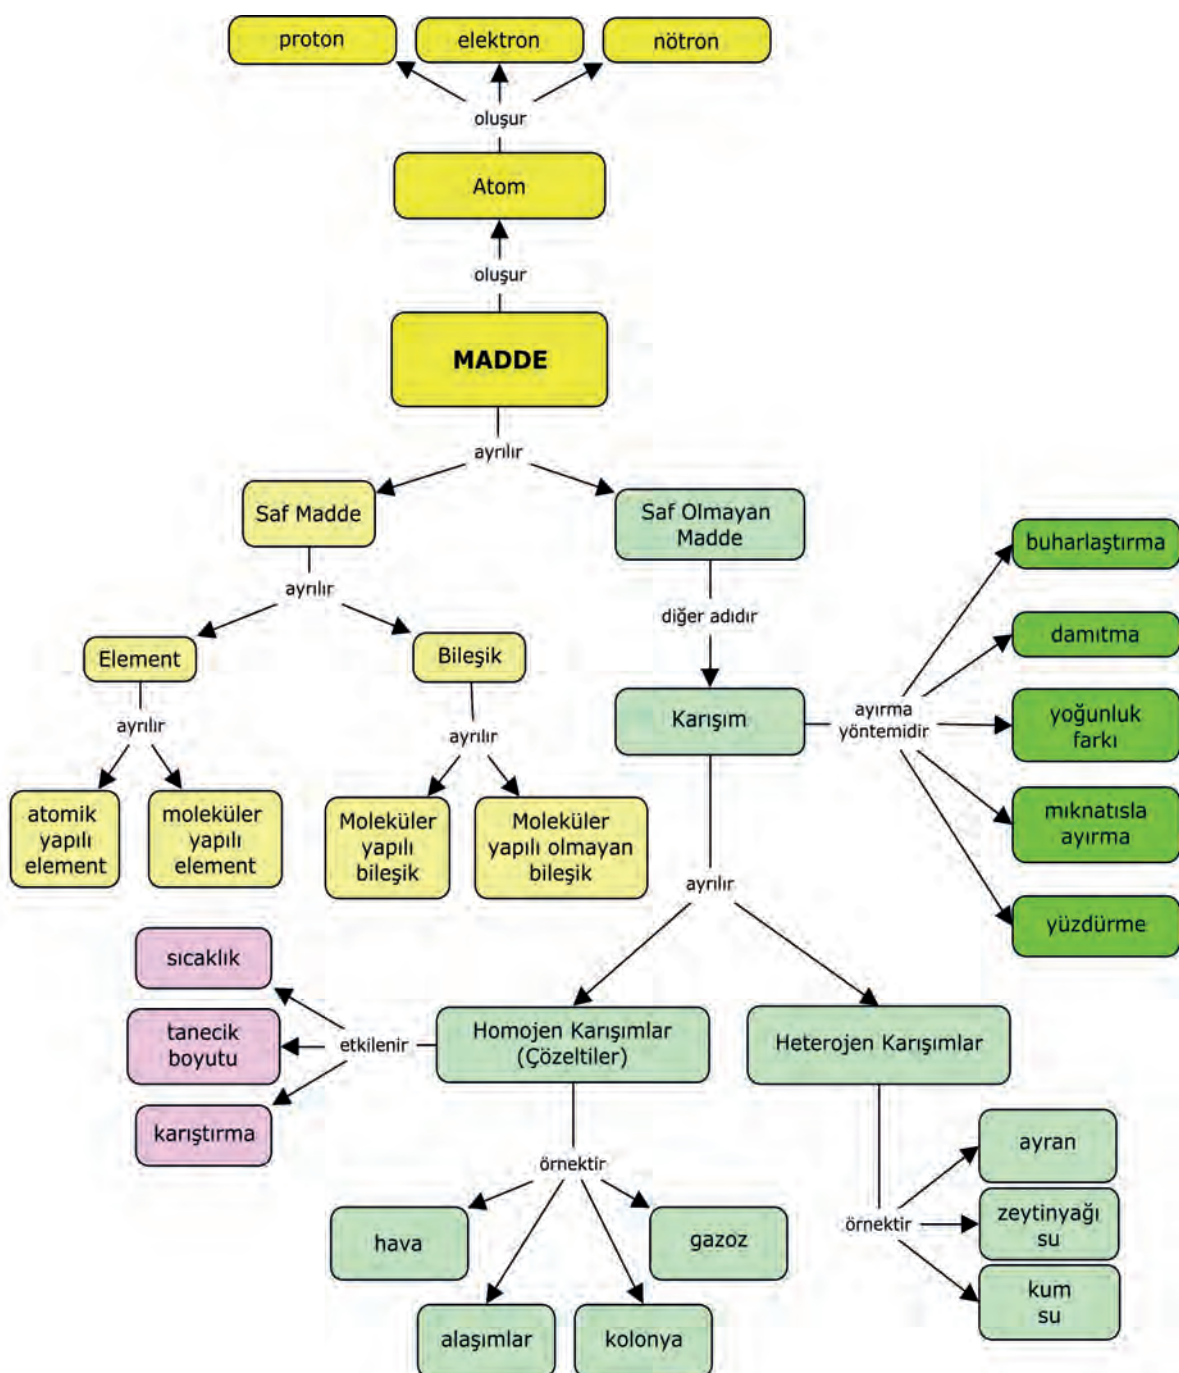 proton
elektron
nötron
oluşur
Atom
oluşur
MADDE
ayrılır
Saf Madde
Saf Olmayan
Madde
ayrılır
diğer adıdır
Element
Bileşik
Karışım
ayırma
yöntemidir
buharlaştırma
damıtma
yoğunluk
farkı
mıknatısla
ayırma
yüzdürme
ayrılır
ayrılır
atomik
yapılı
element
moleküler
yapılı
element
Moleküler
yapılı
bileşik
Moleküler
yapılı olmayan
bileşik
ayrılır
Homojen Karışımlar
(Çözeltiler)
Heterojen Karışımlar
etkilenir
sıcaklık
tanecik
boyutu
karıştırma
örnektir
hava
alaşımlar
kolonya
gazoz
örnektir
ayran
zeytinyağı
su
kum
su